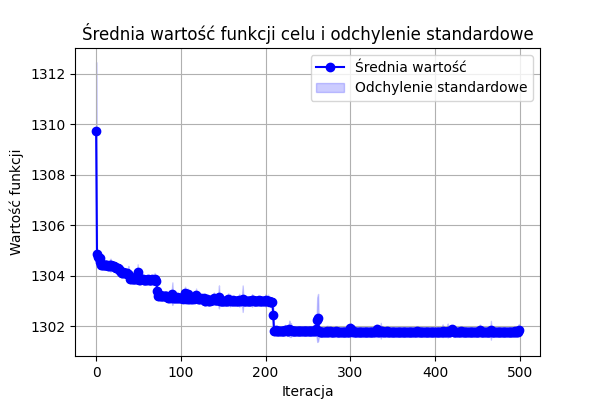 Średnia wartość funkcji celu i odchylenie standardowe
Średnia wartość
Odchylenie standardowe
Wartość funkcji
1312
1310
1308
1306
1304
1302
0 100 200 300 400 500
Iteracja